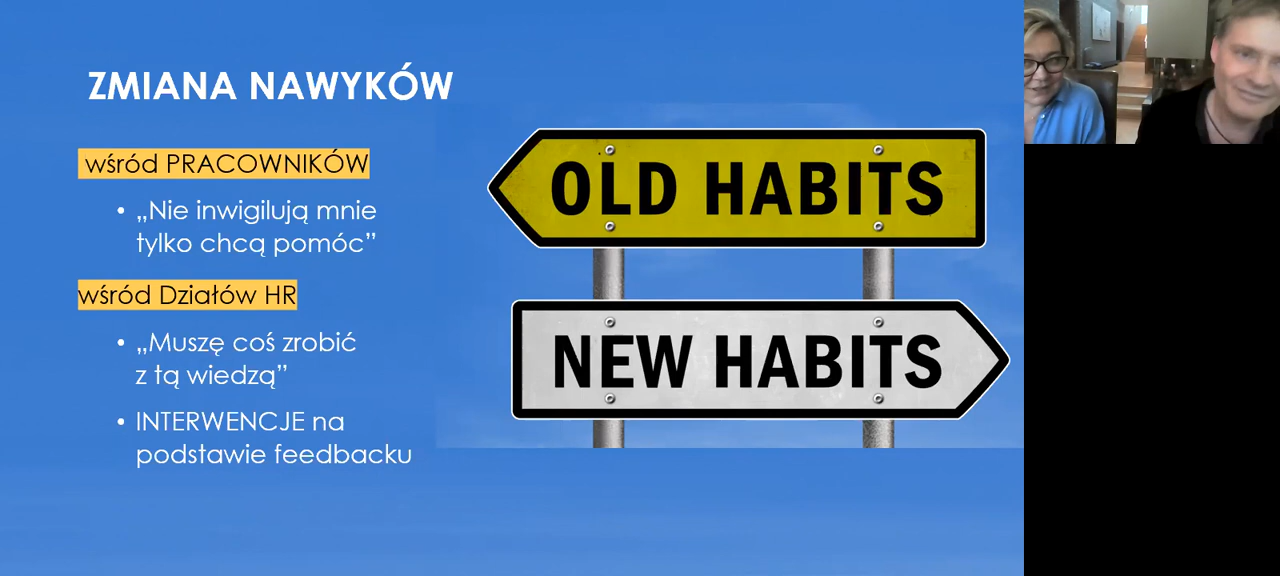 ZMIANA NAWYKÓW
wśród PRACOWNIKÓW
• „Nie inwigilują mnie
tylko chcą pomóc”
wśród Działów HR
• „Muszę coś zrobić
z tą wiedzą”
• INTERWENCJE na
podstawie feedbacku
OLD HABITS
NEW HABITS